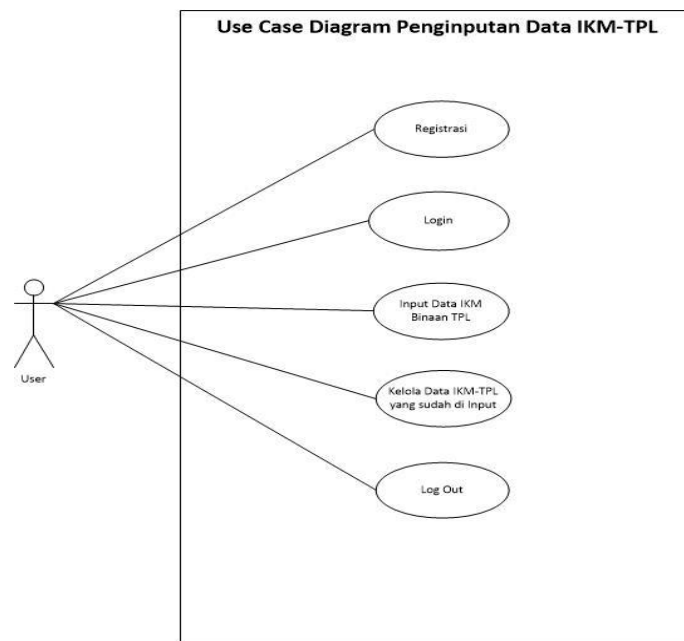 Use Case Diagram Penginputan Data IKM-TPL
Registrasi
Login
Input Data IKM
Binaan TPL
User
Kelola Data IKM-TPL
yang sudah di Input
Log Out